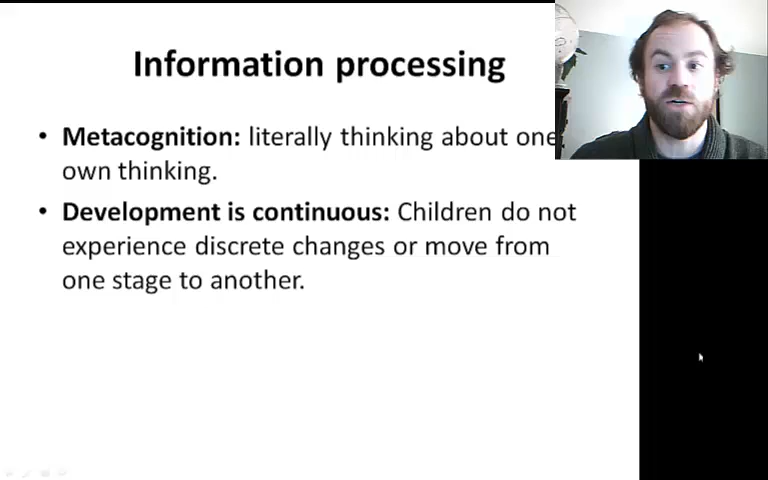 Information processing
• Metacognition: literally thinking about one
own thinking.
• Development is continuous: Children do not
experience discrete changes or move from
one stage to another.